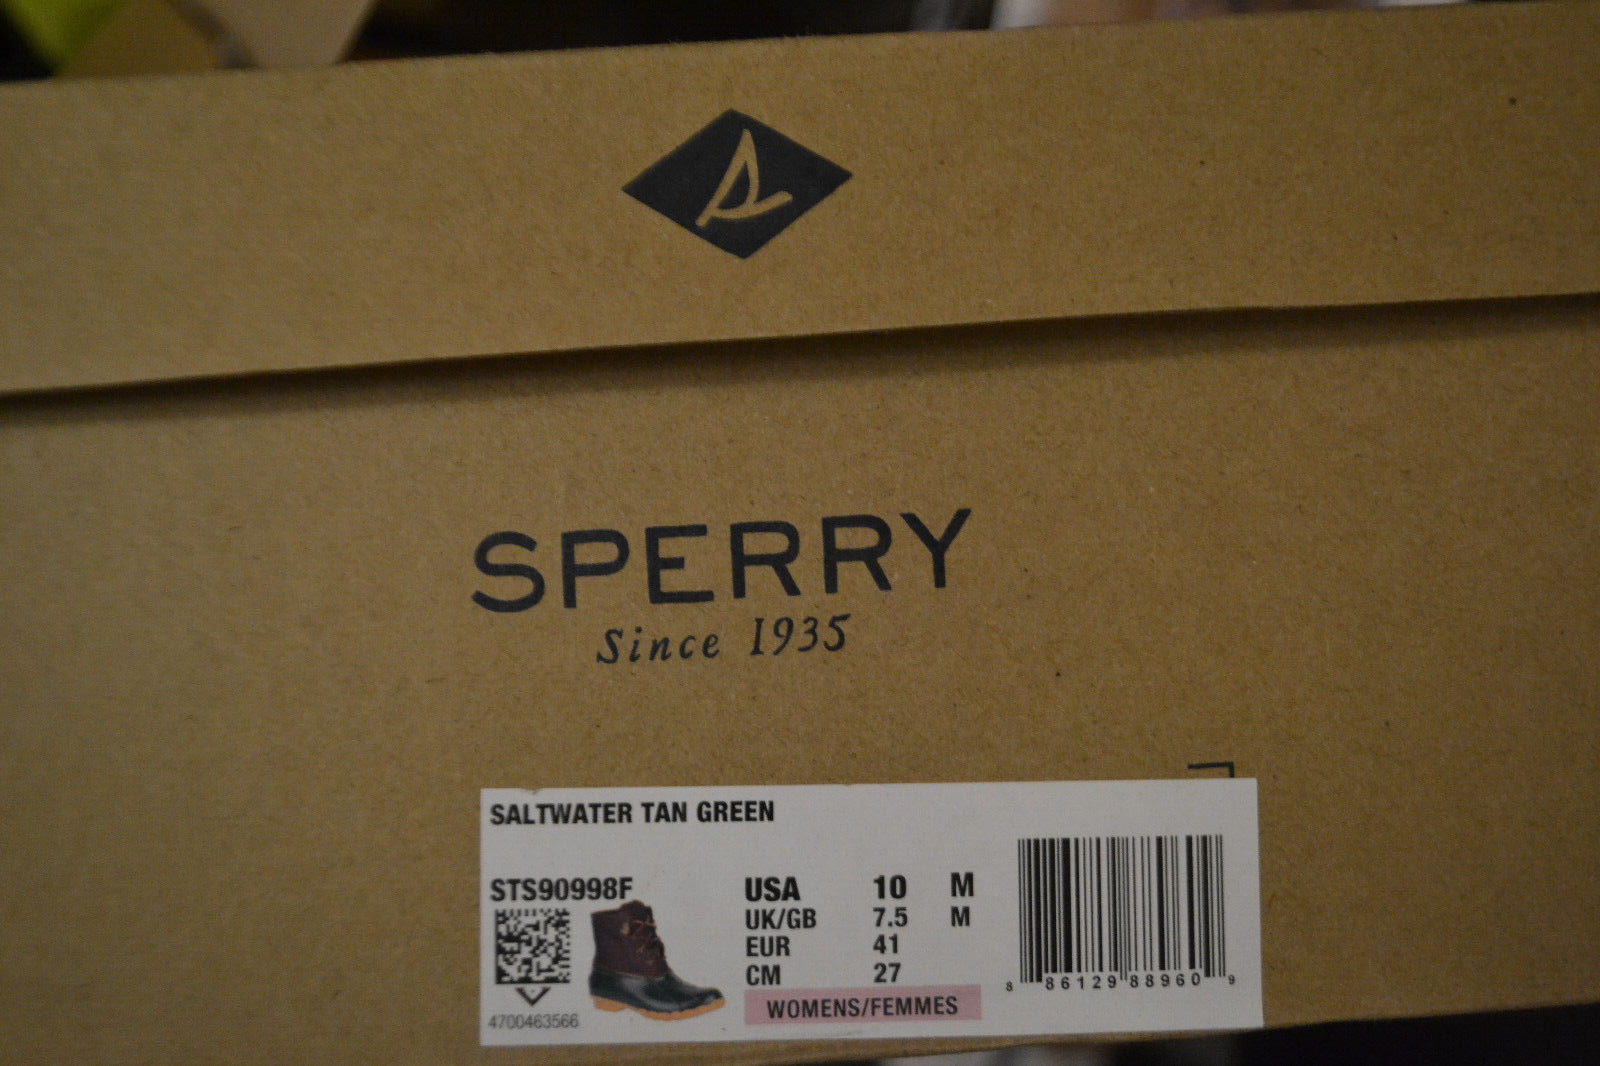 SPERRY
Since 1935
SALTWATER TAN GREEN
STS90998F
USA 10 M
UK/GB 7.5 M
EUR 41
CM 27
WOMENS/FEMMES
4700463566
8 86129 88960 9